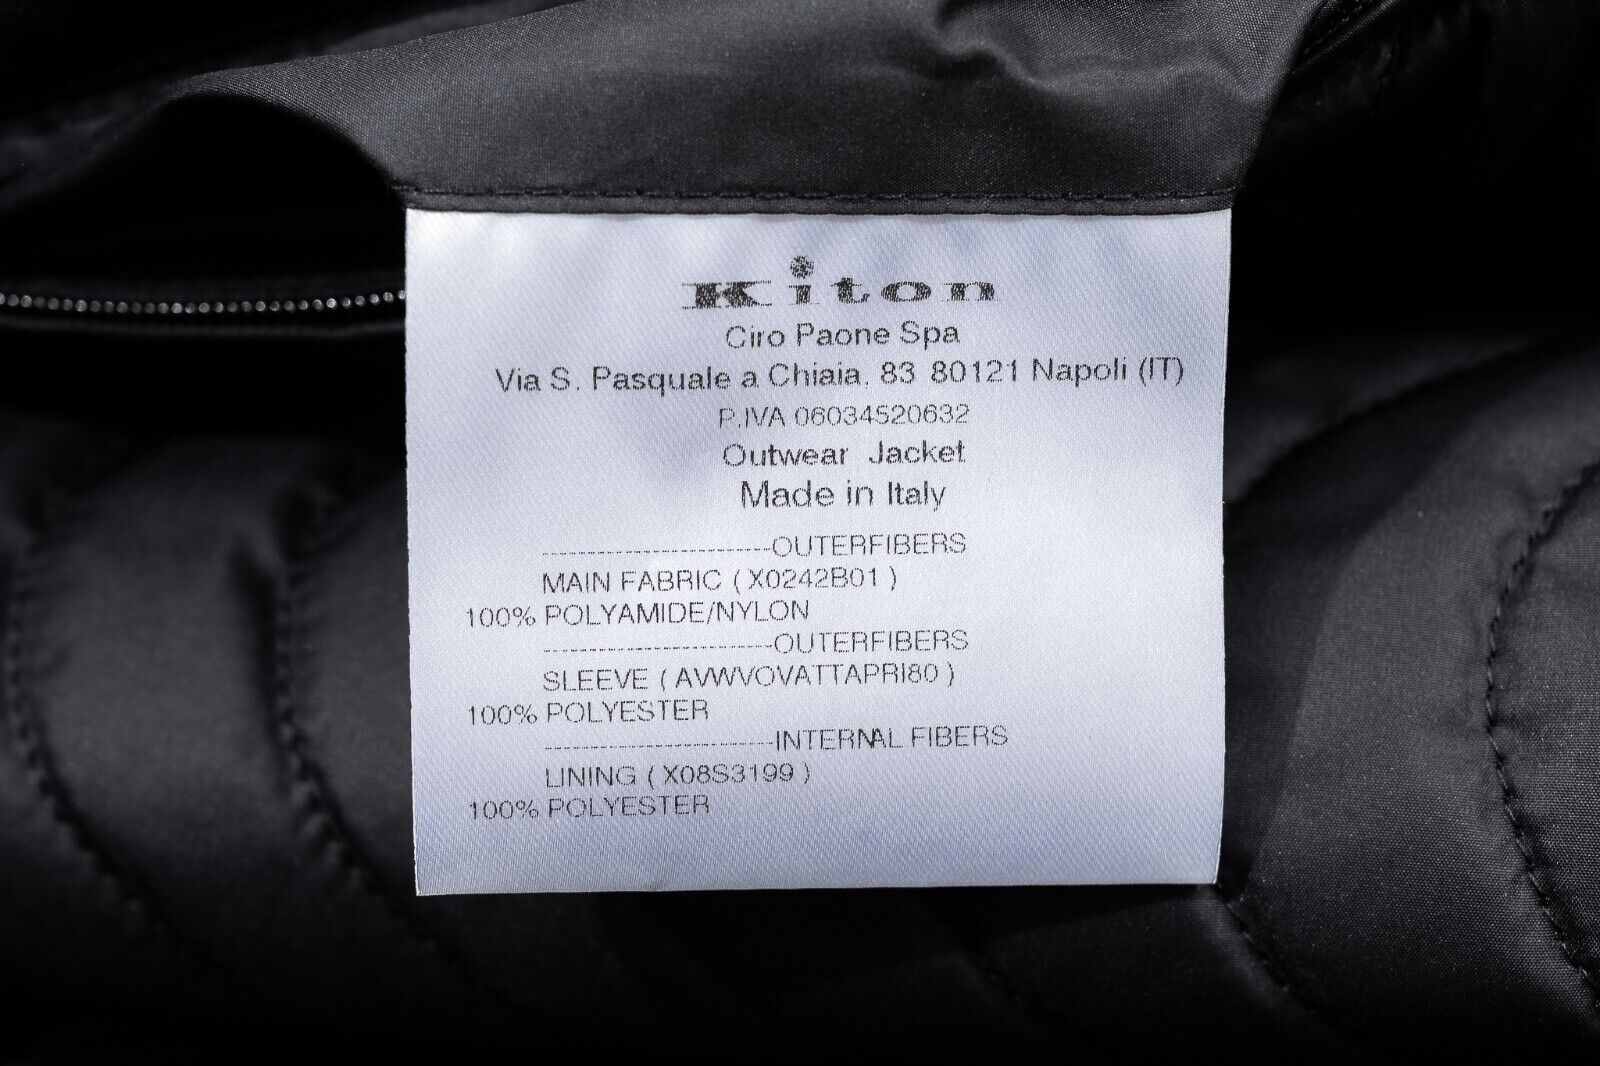 Kiton
Ciro Paone Spa
Via S. Pasquale a Chiaia, 83 80121 Napoli (IT)
P.IVA 06034520632
Outwear Jacket
Made in Italy
-------------------------OUTERFIBERS
MAIN FABRIC ( X0242B01 )
100% POLYAMIDE/NYLON
-------------------------OUTERFIBERS
SLEEVE ( AVWVOVATTAPRI80 )
100% POLYESTER
-------------------------INTERNAL FIBERS
LINING ( X08S3199 )
100% POLYESTER